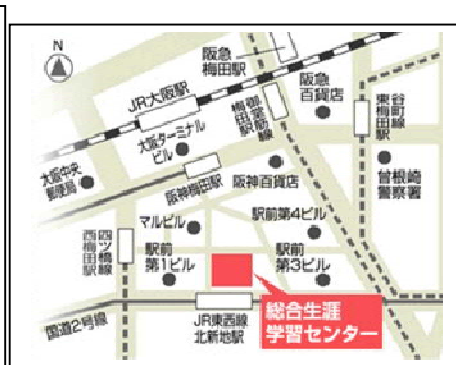 N
阪急
梅田駅
JR大阪駅
御堂筋線
梅田駅
阪急
百貨店
谷町線
東梅田駅
大阪ターミナル
ビル
大阪中央
郵便局
阪神梅田駅
阪神百貨店
曽根崎
警察署
マルビル
駅前第4ビル
四ツ橋線
西梅田駅
駅前
第1ビル
駅前
第3ビル
総合生涯
学習センター
国道2号線
JR東西線
北新地駅